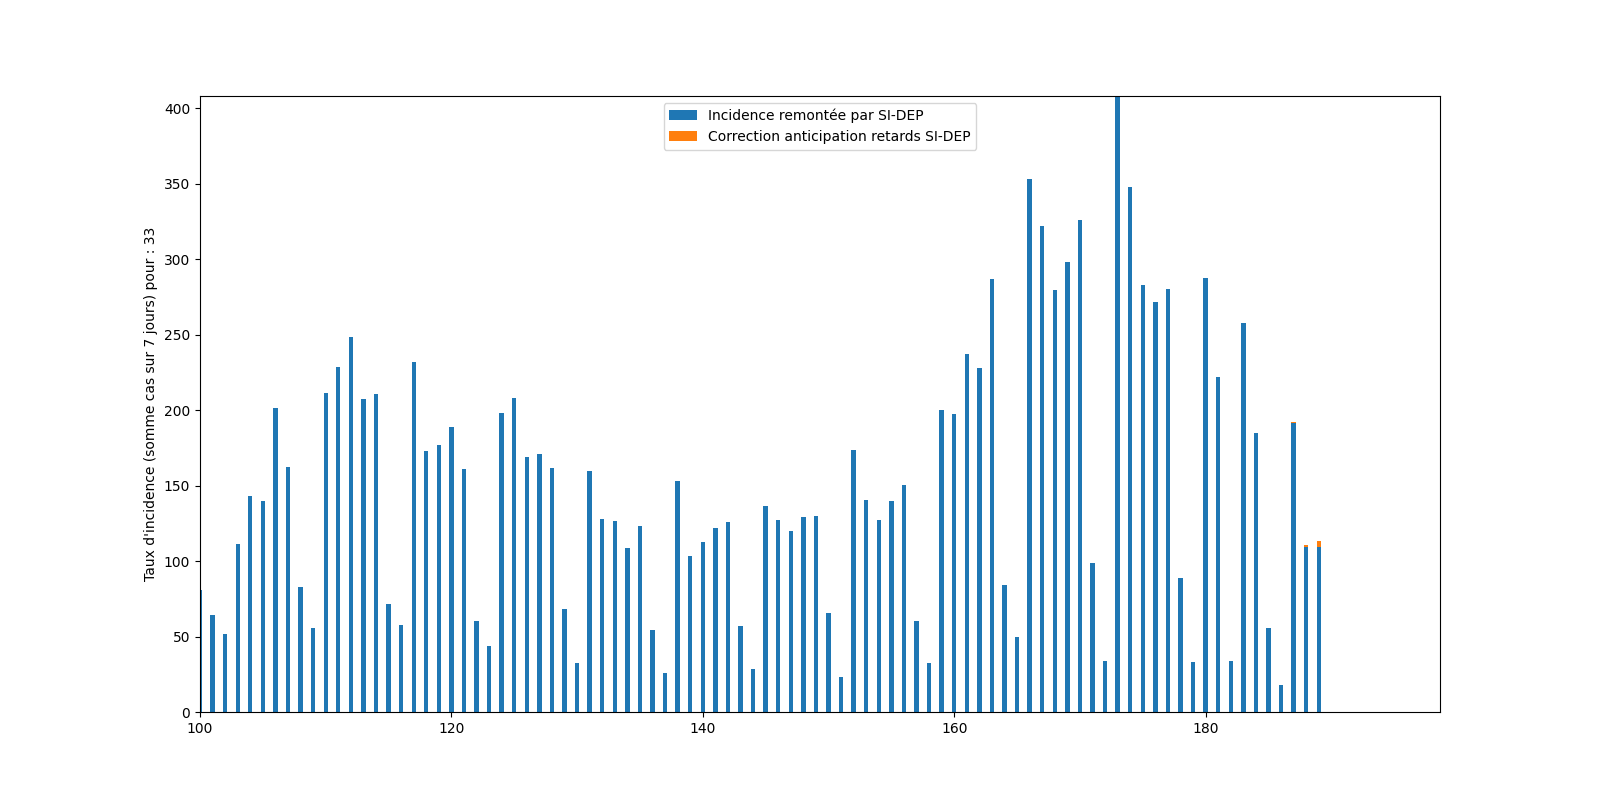 Incidence remontée par SI-DEP
Correction anticipation retards SI-DEP
Taux d'incidence (somme cas sur 7 jours) pour : 33
400
350
300
250
200
150
100
50
0
100 120 140 160 180